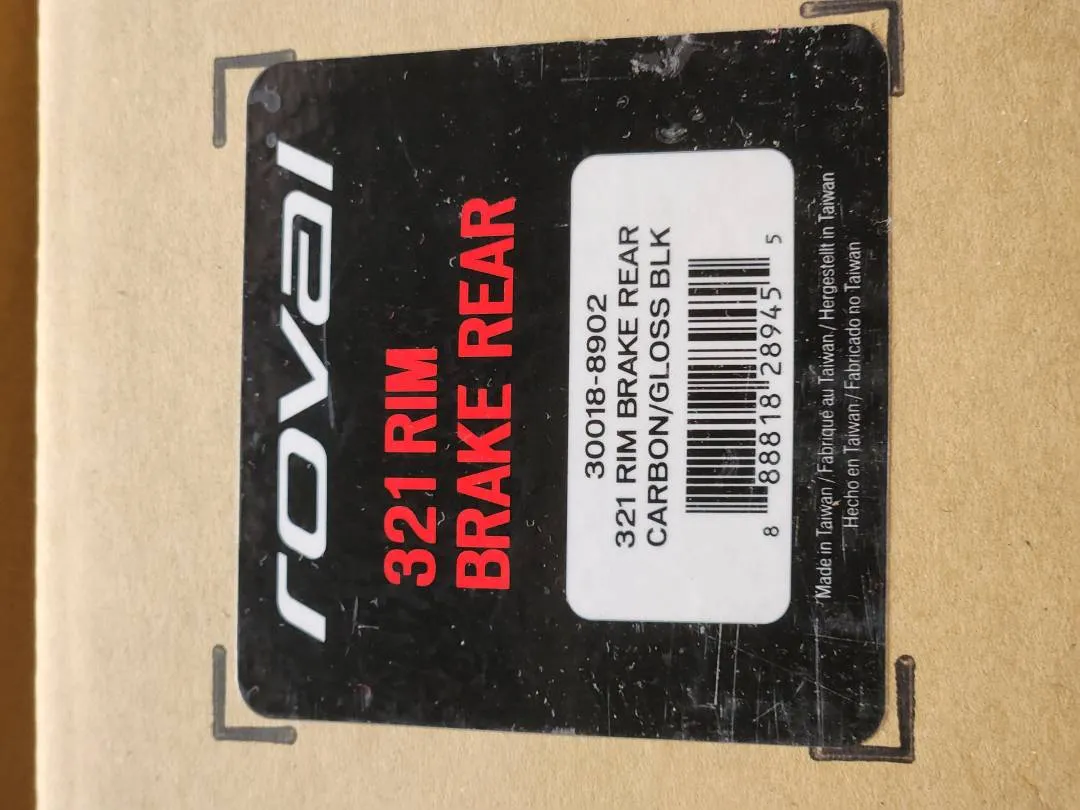 roval
321 RIM
BRAKE REAR
30018-8902
321 RIM BRAKE REAR
CARBON/GLOSS BLK
8 88818 28945 5
Made in Taiwan / Fabriqué au Taiwan / Hergestellt in Taiwan
Hecho en Taiwan / Fabricado no Taiwan